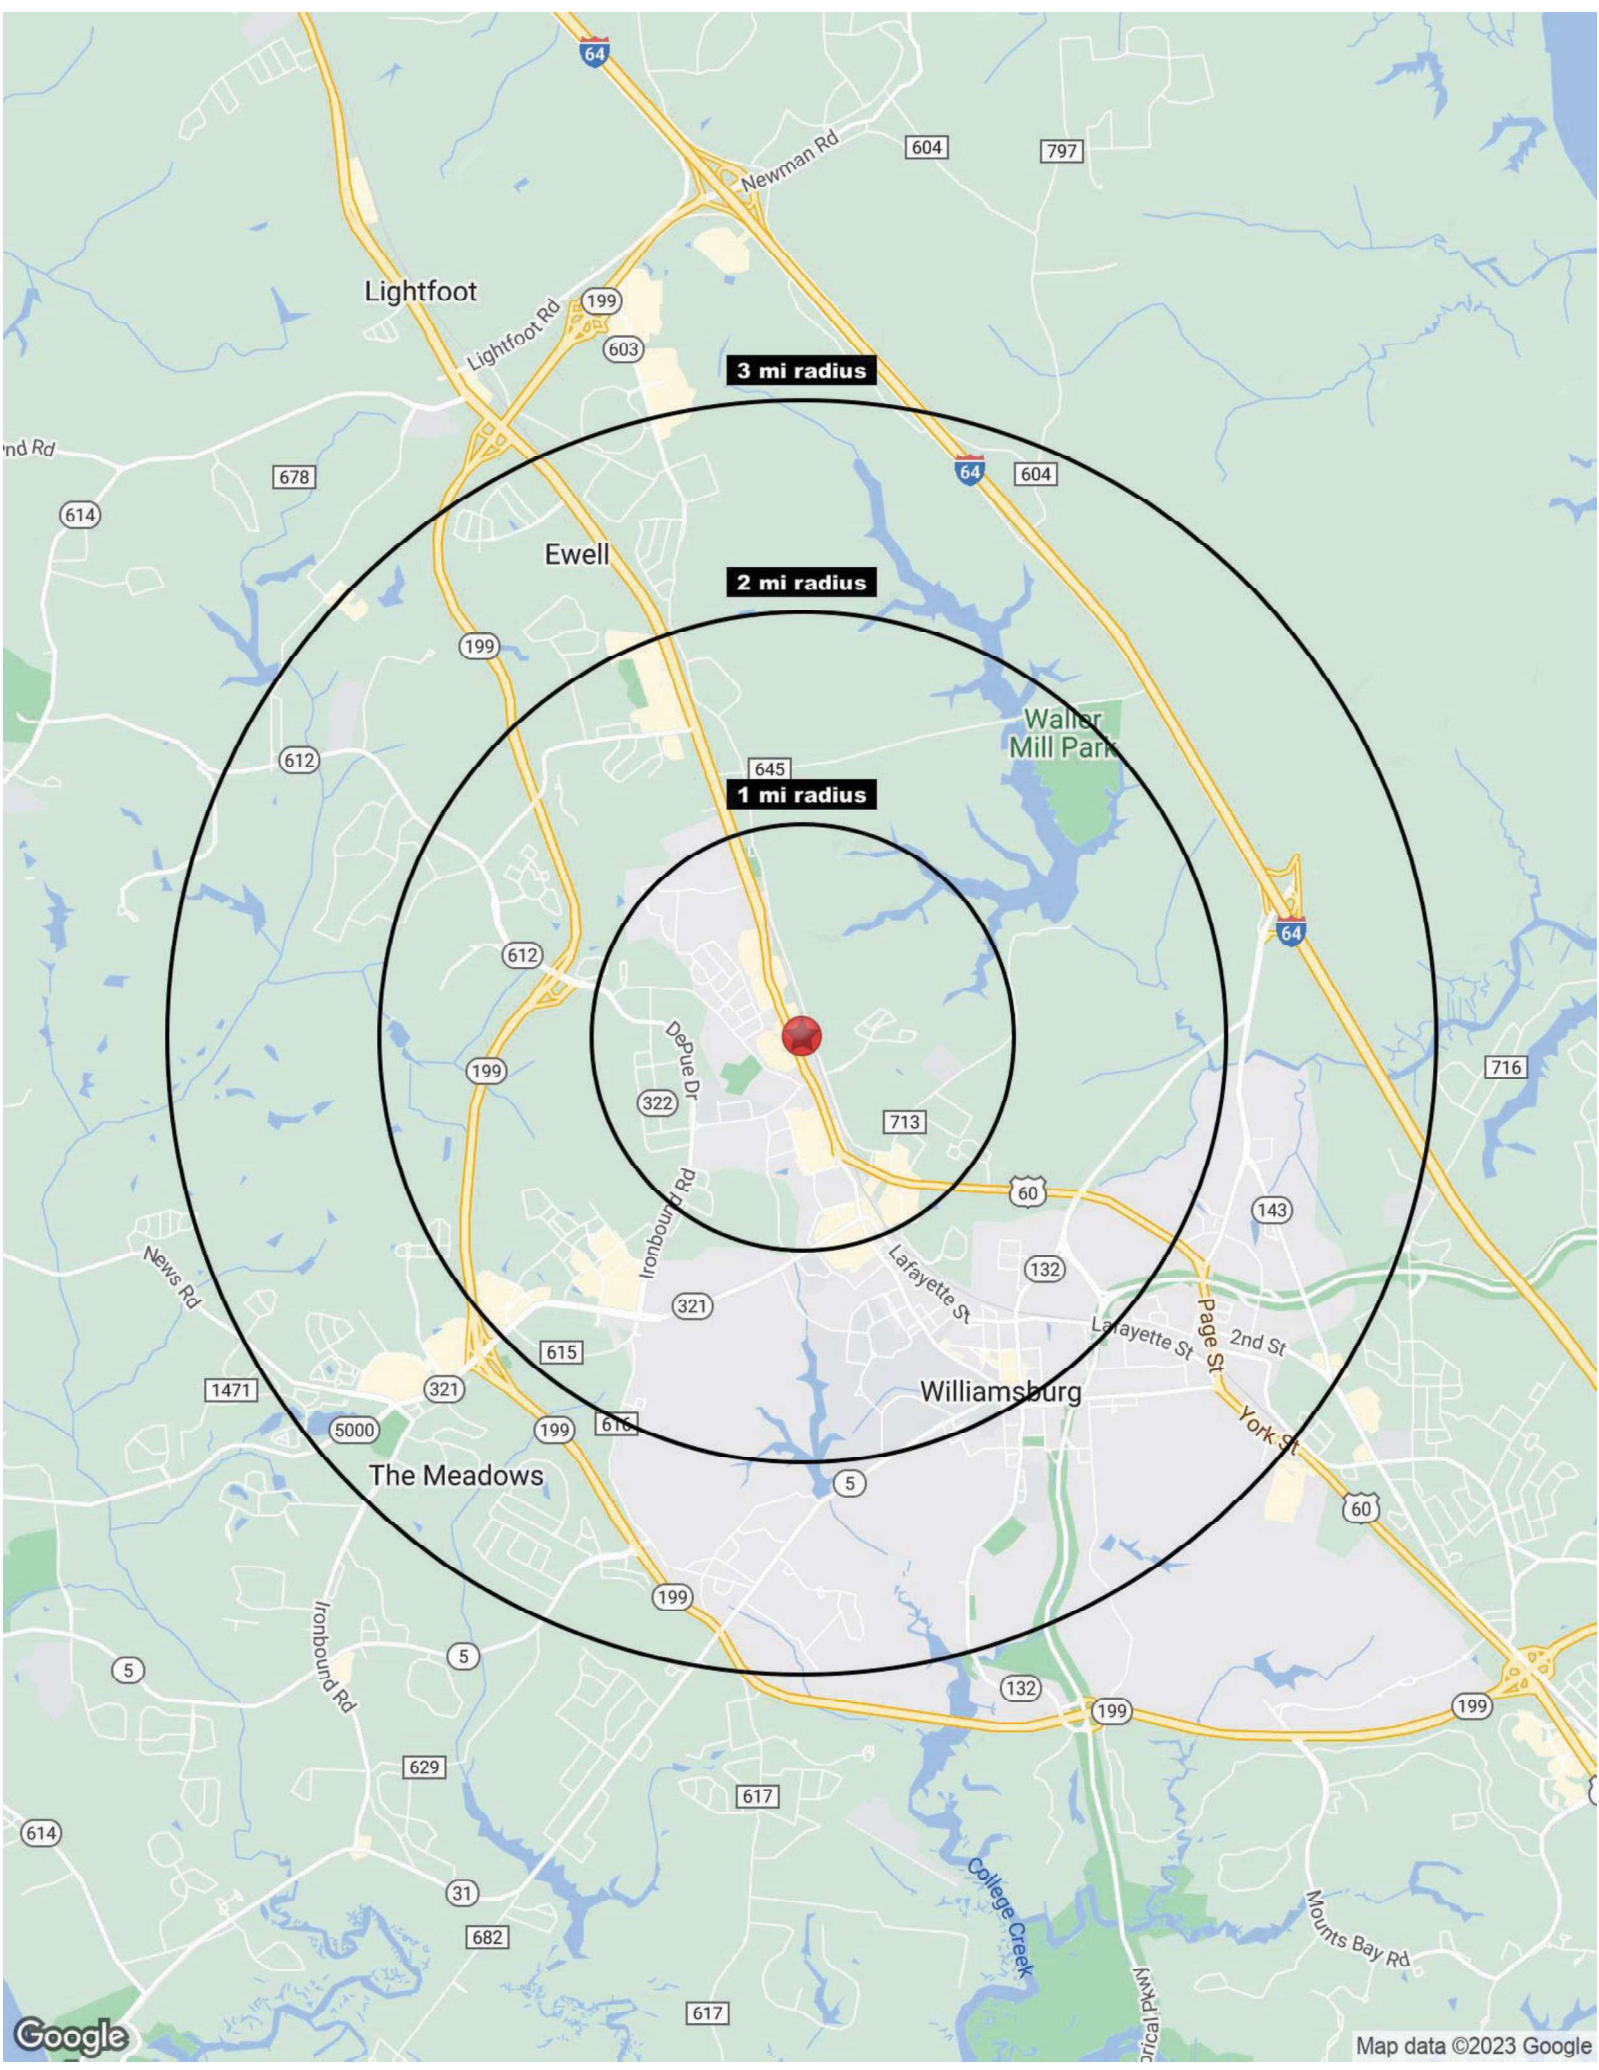 64
Newman Rd
604
797
Lightfoot
199
Lightfoot Rd
603
3 mi radius
nd Rd
678
64
604
614
Ewell
2 mi radius
199
Waller
Mill Park
612
645
1 mi radius
64
612
DePue Dr
199
716
322
713
60
143
Ironbound Rd
News Rd
Lafayette St
132
321
Page St
Lafayette St
2nd St
615
1471
321
Williamsburg
5000
199
616
York St
The Meadows
5
60
199
Ironbound Rd
5
5
132
199
199
629
617
614
College Creek
31
Mounts Bay Rd
682
617
orical Pkwy
Google
Map data ©2023 Google